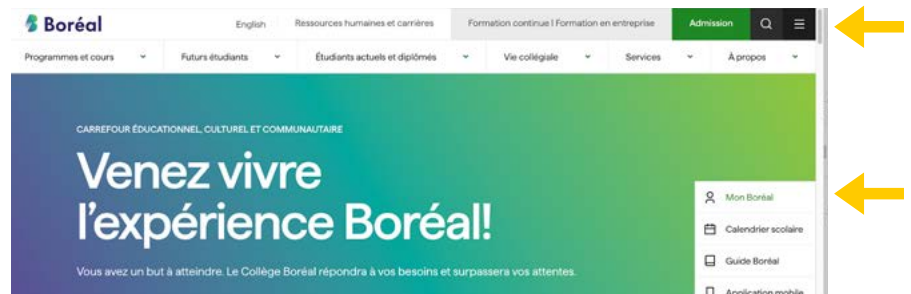 Boréal English Ressources humaines et carrières Formation continue | Formation en entreprise Admission
Programmes et cours Futurs étudiants Étudiants actuels et diplômés Vie collégiale Services À propos
CARREFOUR ÉDUCATIONNEL, CULTUREL ET COMMUNAUTAIRE
Venez vivre
l'expérience Boréal!
Vous avez un but à atteindre. Le Collège Boréal répondra à vos besoins et surpassera vos attentes.
Mon Boréal
Calendrier scolaire
Guide Boréal
Application mobile